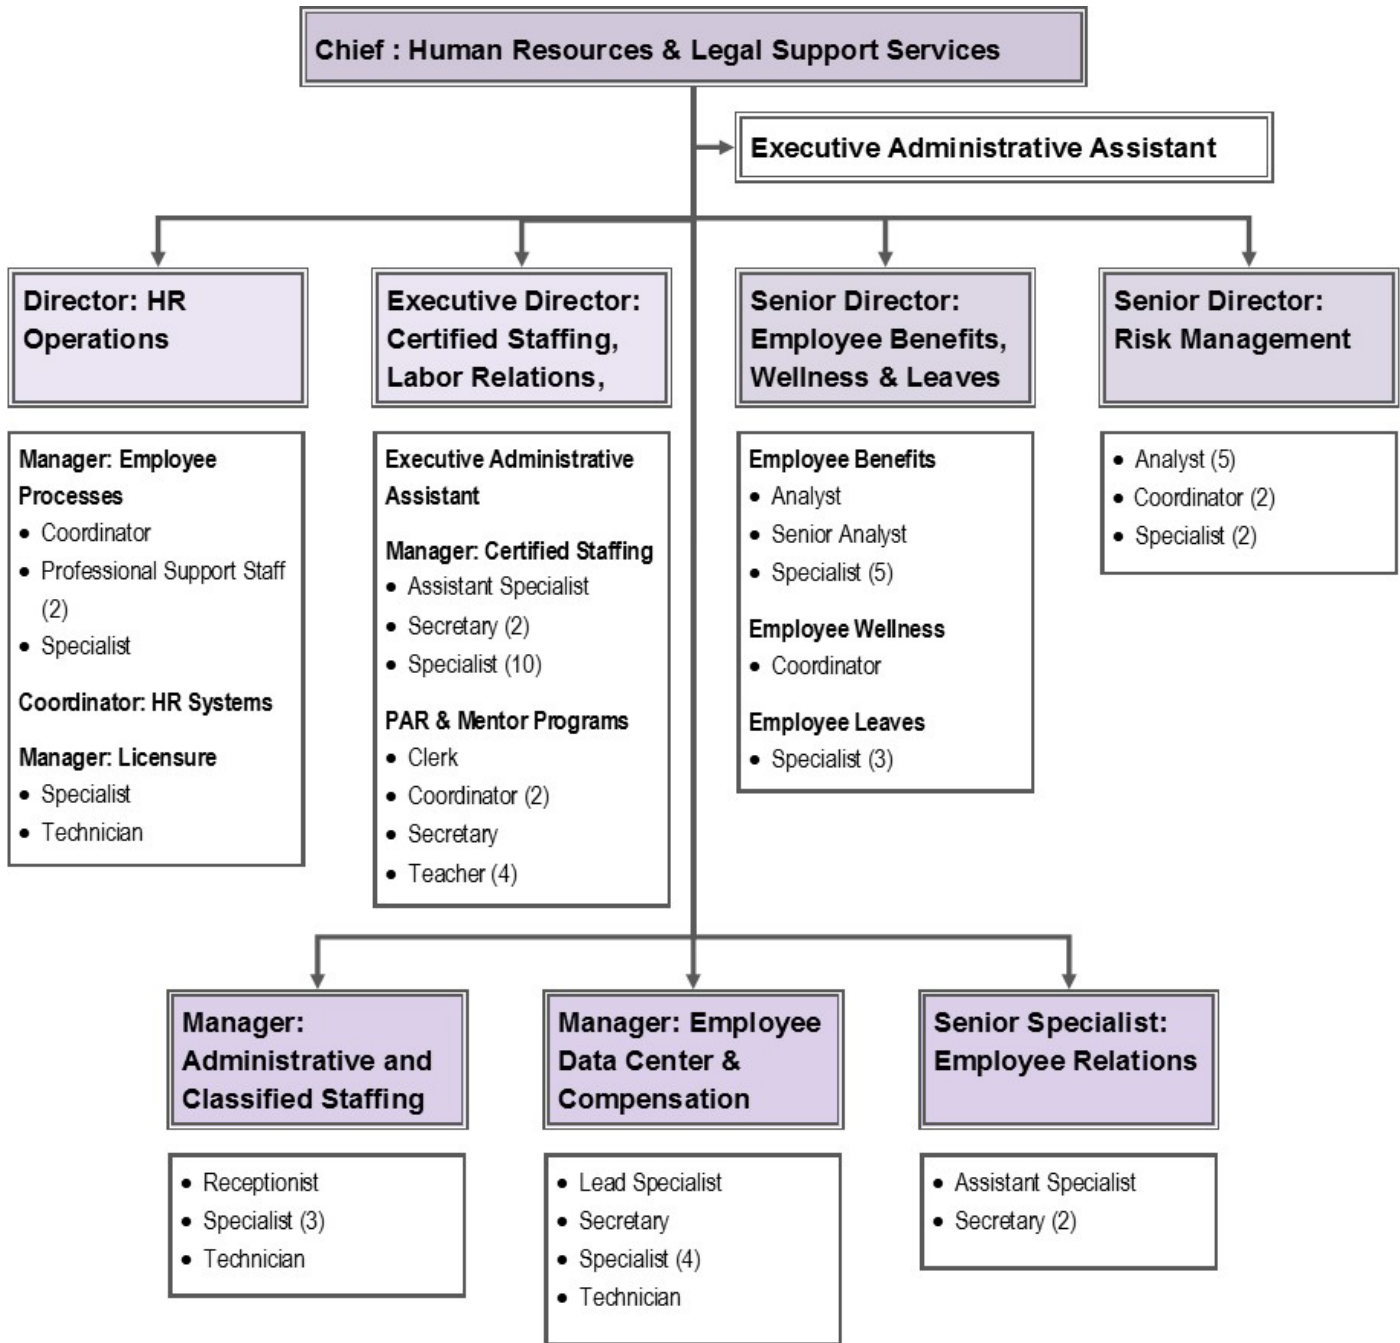 Chief : Human Resources & Legal Support Services
Executive Administrative Assistant
Director: HR
Operations
Manager: Employee
Processes
• Coordinator
• Professional Support Staff
(2)
• Specialist
Coordinator: HR Systems
Manager: Licensure
• Specialist
• Technician
Executive Director:
Certified Staffing,
Labor Relations,
Executive Administrative
Assistant
Manager: Certified Staffing
• Assistant Specialist
• Secretary (2)
• Specialist (10)
PAR & Mentor Programs
• Clerk
• Coordinator (2)
• Secretary
• Teacher (4)
Senior Director:
Employee Benefits,
Wellness & Leaves
Employee Benefits
• Analyst
• Senior Analyst
• Specialist (5)
Employee Wellness
• Coordinator
Employee Leaves
• Specialist (3)
Senior Director:
Risk Management
• Analyst (5)
• Coordinator (2)
• Specialist (2)
Manager:
Administrative and
Classified Staffing
• Receptionist
• Specialist (3)
• Technician
Manager: Employee
Data Center &
Compensation
• Lead Specialist
• Secretary
• Specialist (4)
• Technician
Senior Specialist:
Employee Relations
• Assistant Specialist
• Secretary (2)